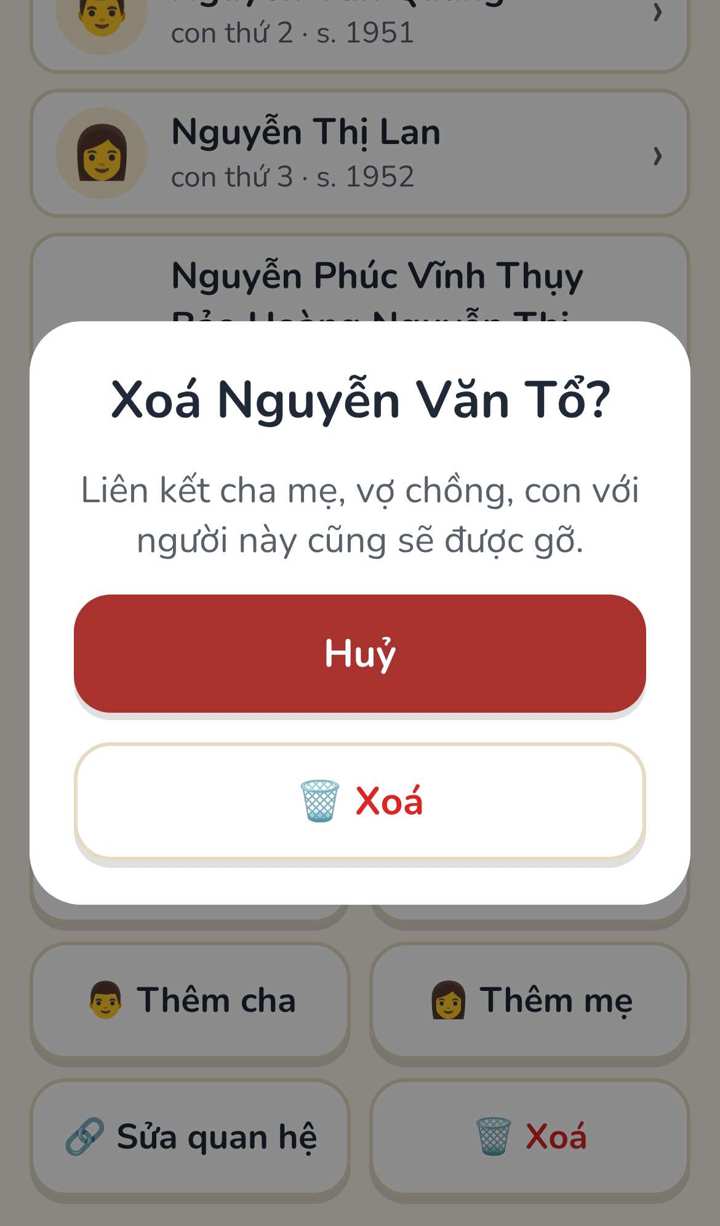 con thứ 2 · s. 1951
Nguyễn Thị Lan
con thứ 3 · s. 1952
Nguyễn Phúc Vĩnh Thụy
Xoá Nguyễn Văn Tổ?
Liên kết cha mẹ, vợ chồng, con với
người này cũng sẽ được gỡ.
Huỷ
Xoá
Thêm cha
Thêm mẹ
Sửa quan hệ
Xoá